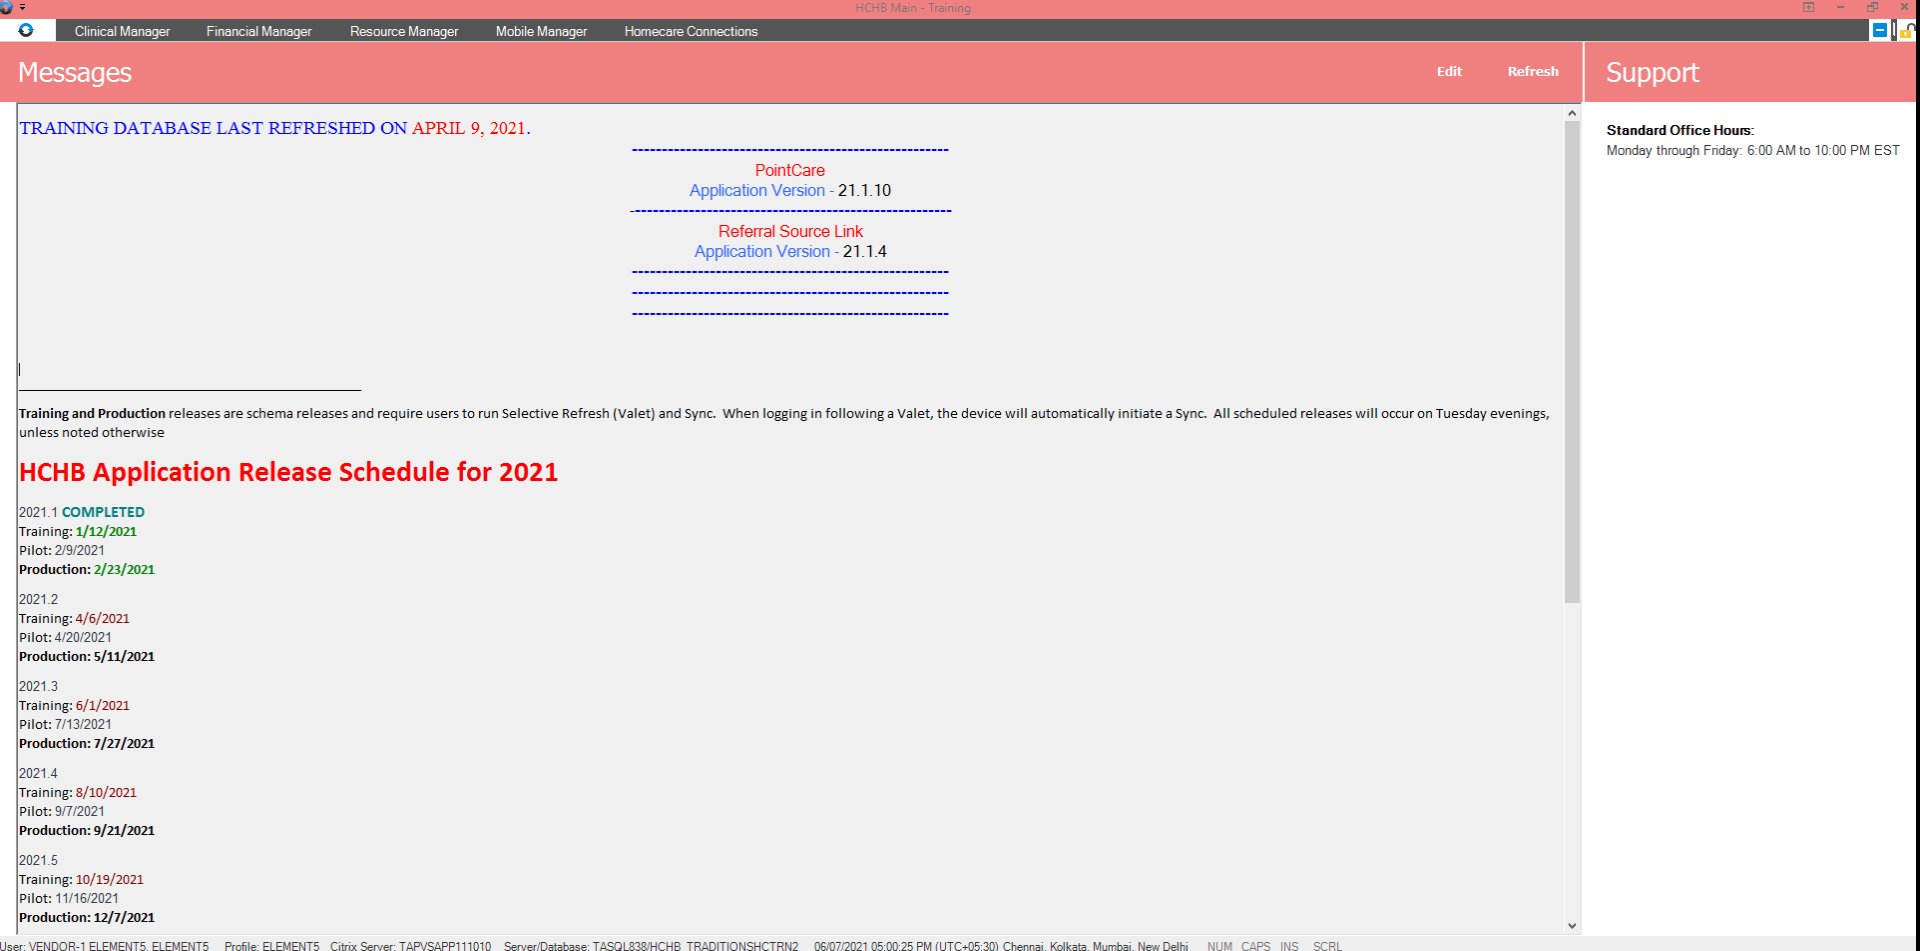 HCHB Main - Training
Clinical Manager Financial Manager Resource Manager Mobile Manager Homecare Connections
Messages Edit Refresh Support
TRAINING DATABASE LAST REFRESHED ON APRIL 9, 2021.
-----------------------------------------------------
PointCare
Application Version - 21.1.10
------------------------------------------------------
Referral Source Link
Application Version - 21.1.4
-----------------------------------------------------
-----------------------------------------------------
-----------------------------------------------------
Training and Production releases are schema releases and require users to run Selective Refresh (Valet) and Sync.  When logging in following a Valet, the device will automatically initiate a Sync.  All scheduled releases will occur on Tuesday evenings,
unless noted otherwise
HCHB Application Release Schedule for 2021
2021.1 COMPLETED
Training: 1/12/2021
Pilot: 2/9/2021
Production: 2/23/2021
2021.2
Training: 4/6/2021
Pilot: 4/20/2021
Production: 5/11/2021
2021.3
Training: 6/1/2021
Pilot: 7/13/2021
Production: 7/27/2021
2021.4
Training: 8/10/2021
Pilot: 9/7/2021
Production: 9/21/2021
2021.5
Training: 10/19/2021
Pilot: 11/16/2021
Production: 12/7/2021
Standard Office Hours:
Monday through Friday: 6:00 AM to 10:00 PM EST
User: VENDOR-1 ELEMENT5, ELEMENT5 Profile: ELEMENT5 Citrix Server: TAPVSAPP111010 Server/Database: TASQL838/HCHB_TRADITIONSHCTRN2 06/07/2021 05:00:25 PM (UTC+05:30) Chennai, Kolkata, Mumbai, New Delhi NUM CAPS INS SCRL